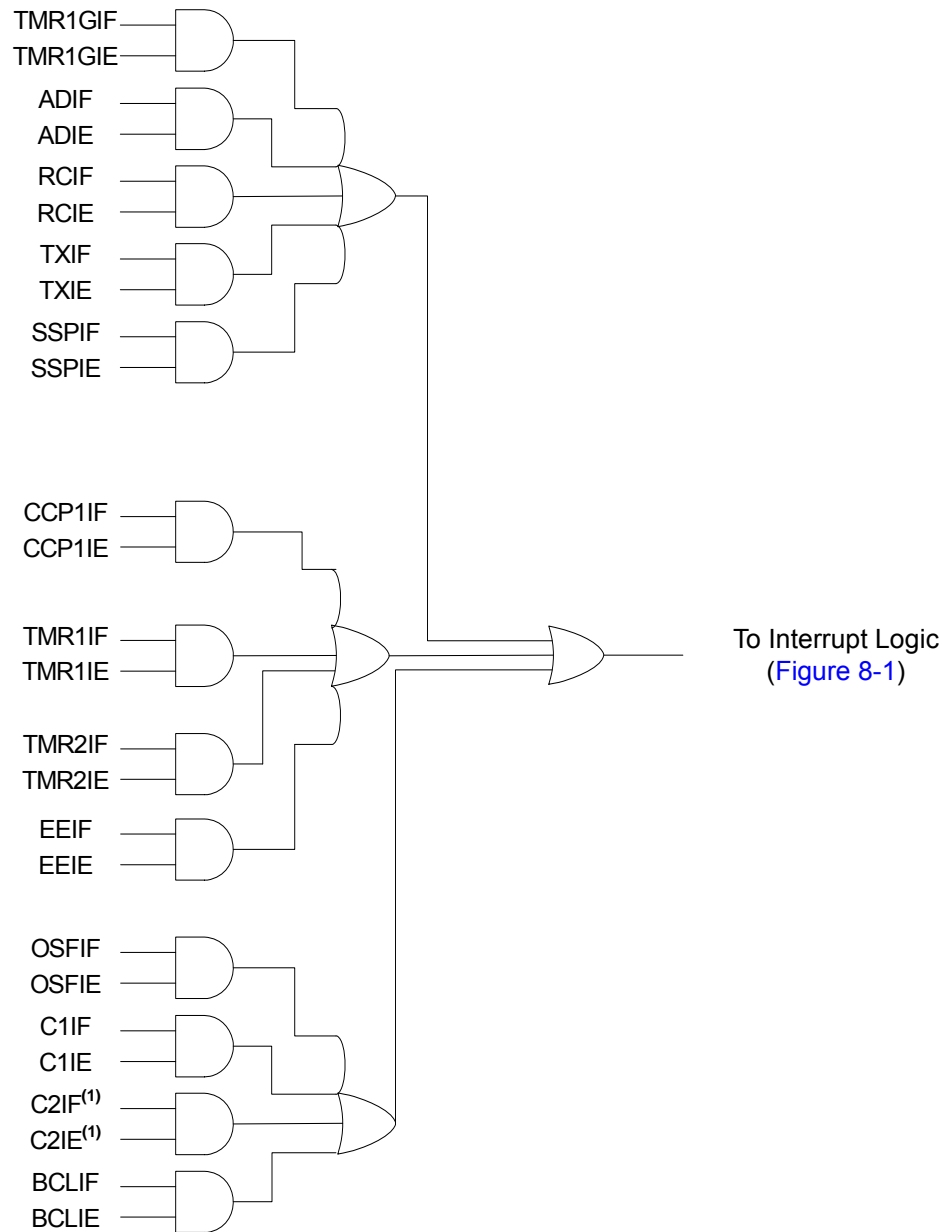 TMR1GIF
TMR1GIE
ADIF
ADIE
RCIF
RCIE
TXIF
TXIE
SSPIF
SSPIE
CCP1IF
CCP1IE
TMR1IF
TMR1IE
To Interrupt Logic
(Figure 8-1)
TMR2IF
TMR2IE
EEIF
EEIE
OSFIF
OSFIE
C1IF
C1IE
C2IF(1)
C2IE(1)
BCLIF
BCLIE